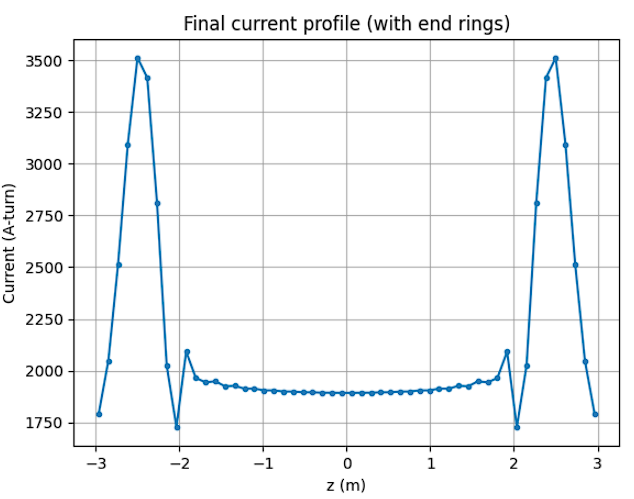 Final current profile (with end rings)
3500
3250
3000
2750
2500
2250
2000
1750
Current (A-turn)
−3 −2 −1 0 1 2 3
z (m)